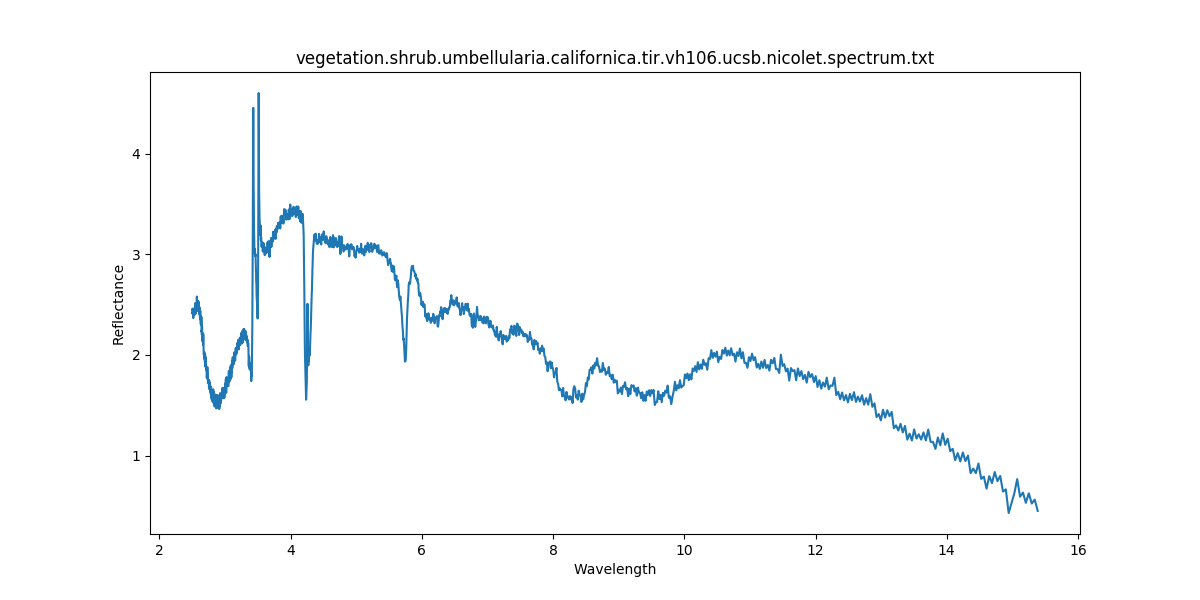 vegetation.shrub.umbellularia.californica.tir.vh106.ucsb.nicolet.spectrum.txt
Reflectance
4
3
2
1
2 4 6 8 10 12 14 16
Wavelength